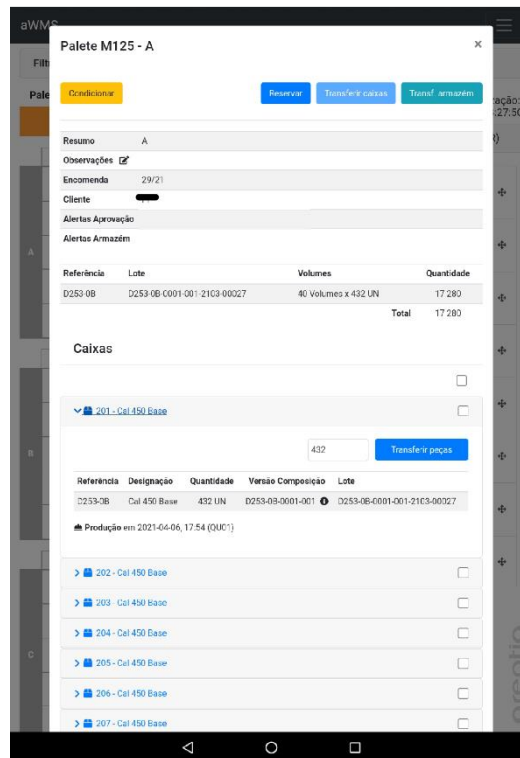 aWMS
Palete M125 - A ×
Condicionar Reservar Transferir caixas Transf. armazém
Resumo A
Observações
Encomenda 29/21
Cliente
Alertas Aprovação
Alertas Armazém
Referência Lote Volumes Quantidade
D253-0B D253-0B-0001-001-2103-00027 40 Volumes x 432 UN 17 280
Total 17 280
Caixas
201 - Cal 450 Base
432 Transferir peças
Referência Designação Quantidade Versão Composição Lote
D253-0B Cal 450 Base 432 UN D253-0B-0001-001 D253-0B-0001-001-2103-00027
Produção em 2021-04-06, 17:54 (QU01)
202 - Cal 450 Base
203 - Cal 450 Base
204 - Cal 450 Base
205 - Cal 450 Base
206 - Cal 450 Base
207 - Cal 450 Base
A
B
C